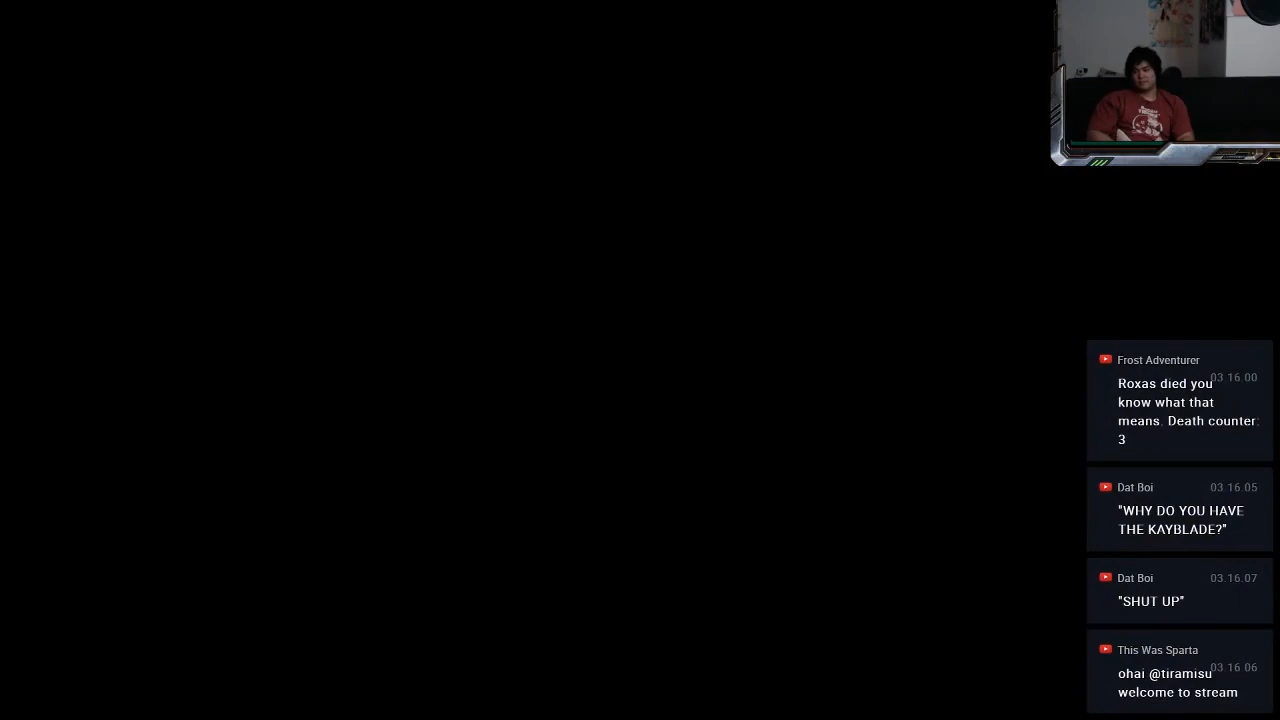 Frost Adventurer
03 16.00
Roxas died you
know what that
means. Death counter:
3
Dat Boi 03 16.05
"WHY DO YOU HAVE
THE KAYBLADE?"
Dat Boi 03.16.07
"SHUT UP"
This Was Sparta
03 16 06
ohai @tiramisu
welcome to stream